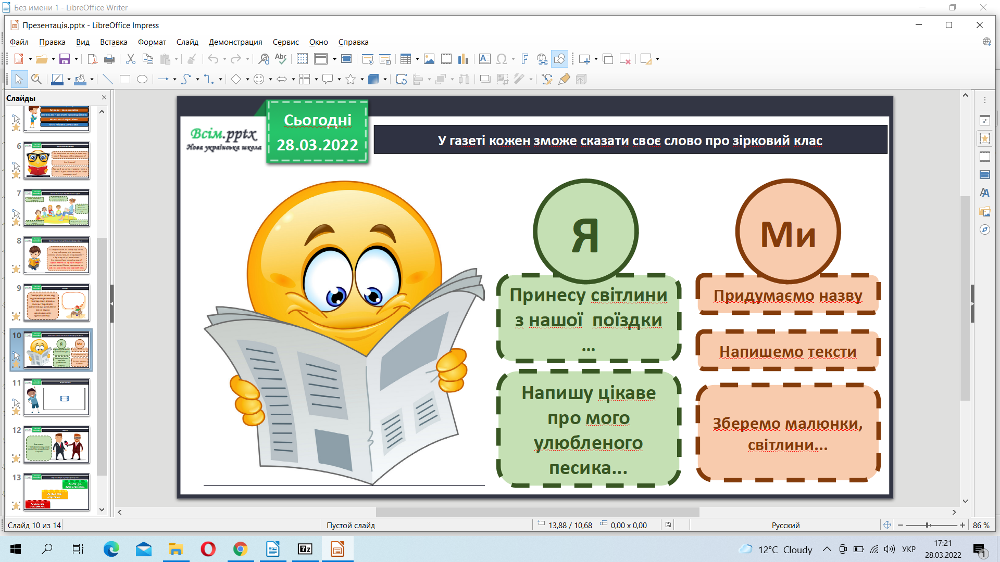 Без имени 1 - LibreOffice Writer
Презентація.pptx - LibreOffice Impress
Файл Правка Вид Вставка Формат Слайд Демонстрация Сервис Окно Справка
Слайды
6
7
8
9
10
11
12
13
Сьогодні
28.03.2022
Всім.pptx
Нова українська школа
У газеті кожен зможе сказати своє слово про зірковий клас
Я
Принесу світлини
з нашої поїздки
...
Напишу цікаве
про мого
улюбленого
песика...
Ми
Придумаємо назву
Напишемо тексти
Зберемо малюнки,
світлини...
Слайд 10 из 14
Пустой слайд
13,88 / 10,68
0,00 x 0,00
Русский
86 %
12°C Cloudy
УКР
17:21
28.03.2022
1